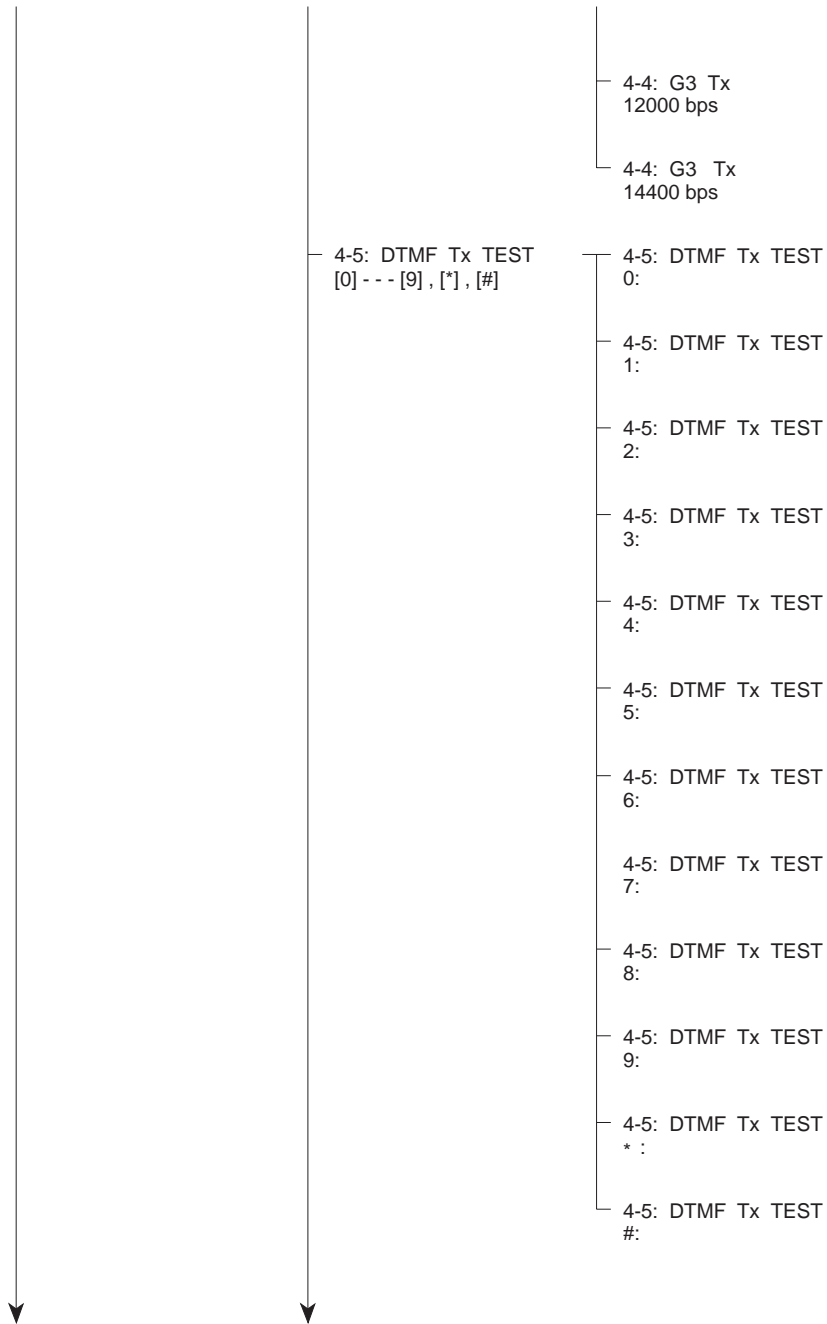 4-4: G3 Tx
12000 bps
4-4: G3 Tx
14400 bps
4-5: DTMF Tx TEST
[0] - - - [9] , [*] , [#]
4-5: DTMF Tx TEST
0:
4-5: DTMF Tx TEST
1:
4-5: DTMF Tx TEST
2:
4-5: DTMF Tx TEST
3:
4-5: DTMF Tx TEST
4:
4-5: DTMF Tx TEST
5:
4-5: DTMF Tx TEST
6:
4-5: DTMF Tx TEST
7:
4-5: DTMF Tx TEST
8:
4-5: DTMF Tx TEST
9:
4-5: DTMF Tx TEST
* :
4-5: DTMF Tx TEST
#: